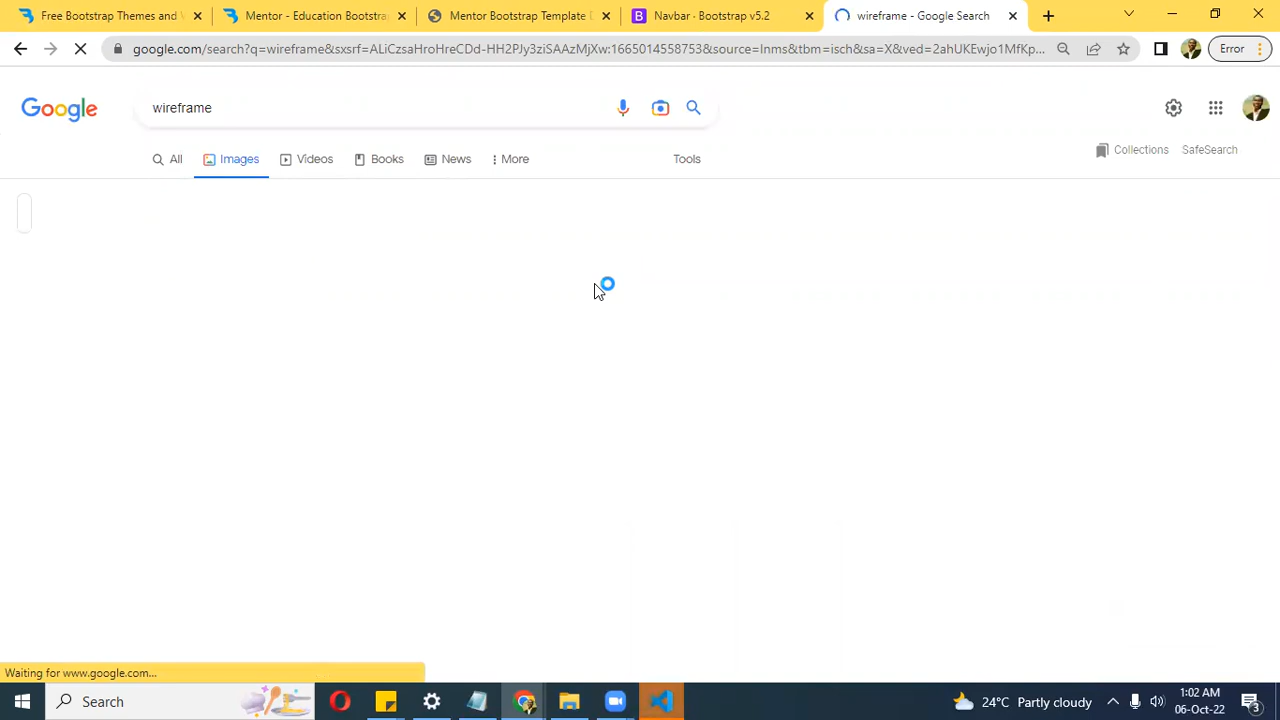 Free Bootstrap Themes and
Mentor - Education Bootstra
Mentor Bootstrap Template
Navbar · Bootstrap v5.2
wireframe - Google Search
google.com/search?q=wireframe&sxsrf=ALiCzsaHroHreCDd-HH2PJy3ziSAAzMjXw:1665014558753&source=lnms&tbm=isch&sa=X&ved=2ahUKEwjo1MfKp...
Error
Google
wireframe
All
Images
Videos
Books
News
More
Tools
Collections
SafeSearch
Waiting for www.google.com...
Search
24°C Partly cloudy
1:02 AM
06-Oct-22
3